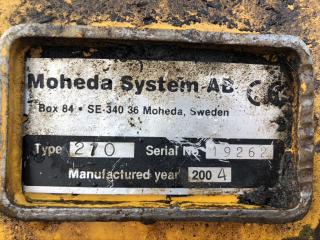 Moheda System AB CE
Box 84 • SE-340 36 Moheda, Sweden
Type 270 Serial No 19262
Manufactured year 2004